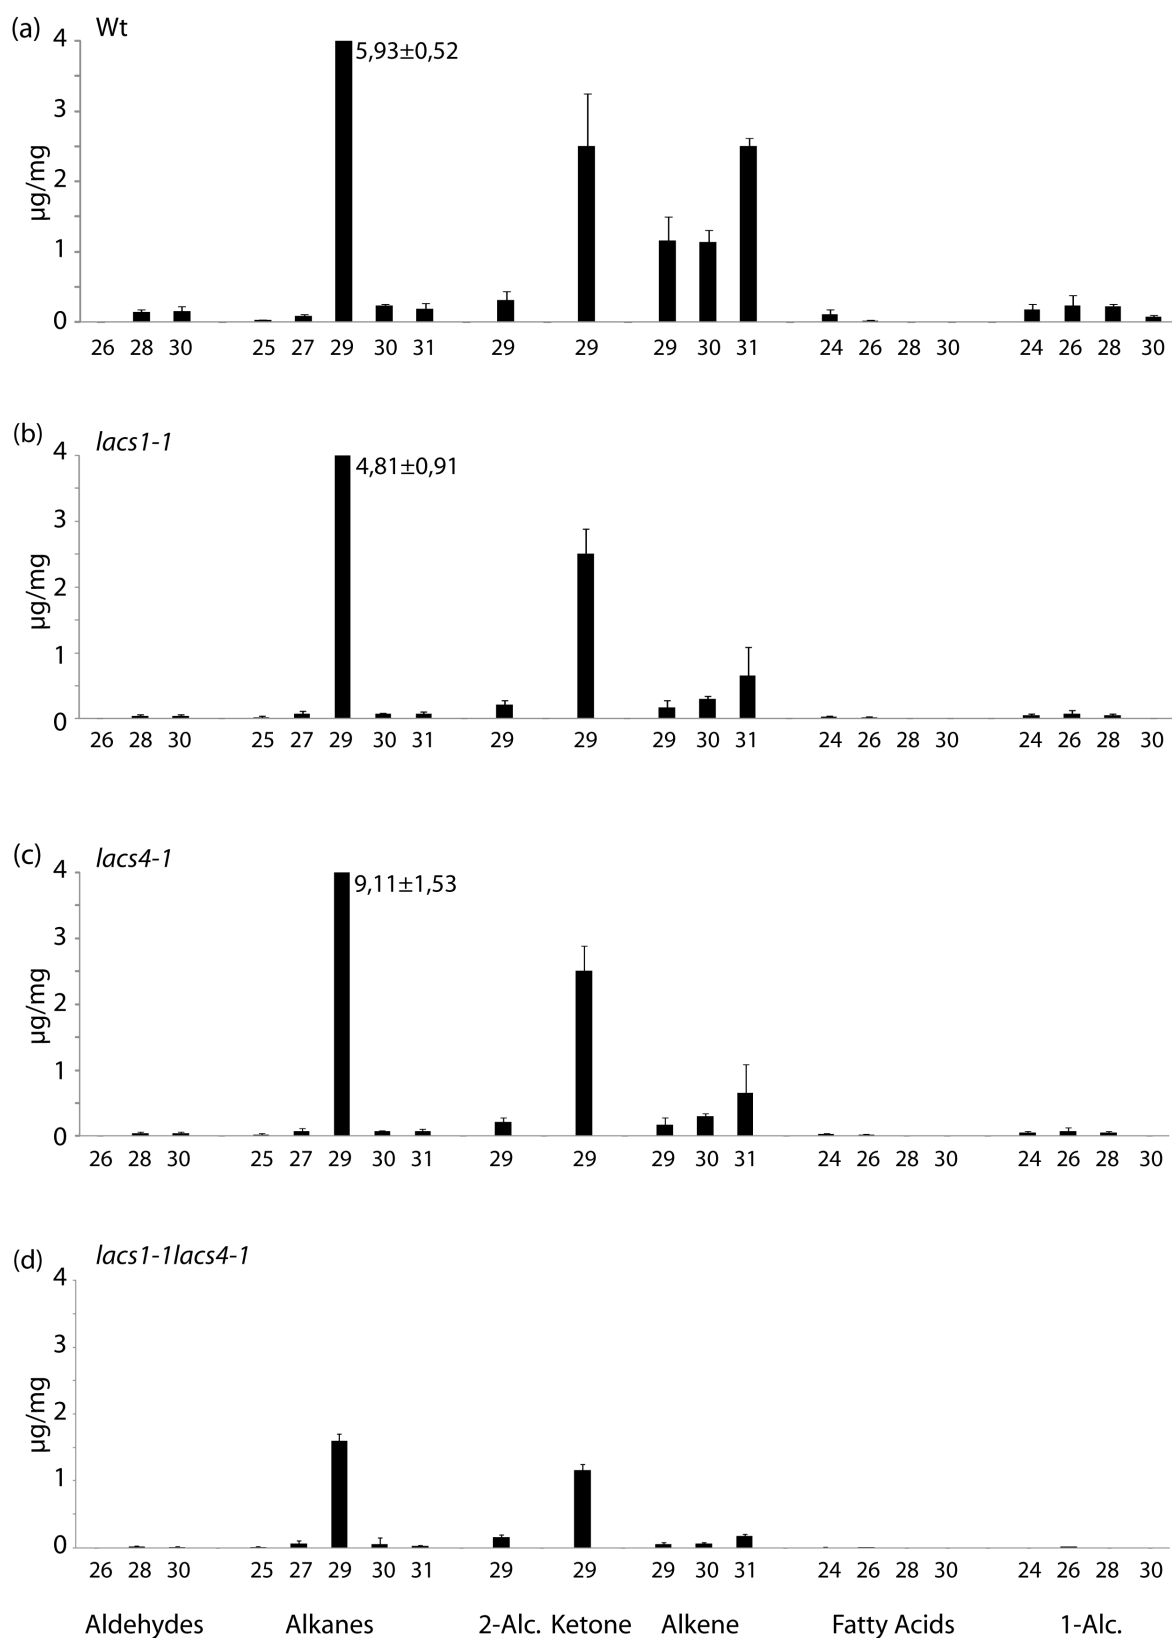 (a) Wt
4
5,93±0,52
3
2
1
0
µg/mg
26 28 30 25 27 29 30 31 29 29 29 30 31 24 26 28 30 24 26 28 30
(b) lacs1-1
4
4,81±0,91
3
2
1
0
µg/mg
26 28 30 25 27 29 30 31 29 29 29 30 31 24 26 28 30 24 26 28 30
(c) lacs4-1
4
9,11±1,53
3
2
1
0
µg/mg
26 28 30 25 27 29 30 31 29 29 29 30 31 24 26 28 30 24 26 28 30
(d) lacs1-1lacs4-1
4
3
2
1
0
µg/mg
26 28 30 25 27 29 30 31 29 29 29 30 31 24 26 28 30 24 26 28 30
Aldehydes Alkanes 2-Alc. Ketone Alkene Fatty Acids 1-Alc.